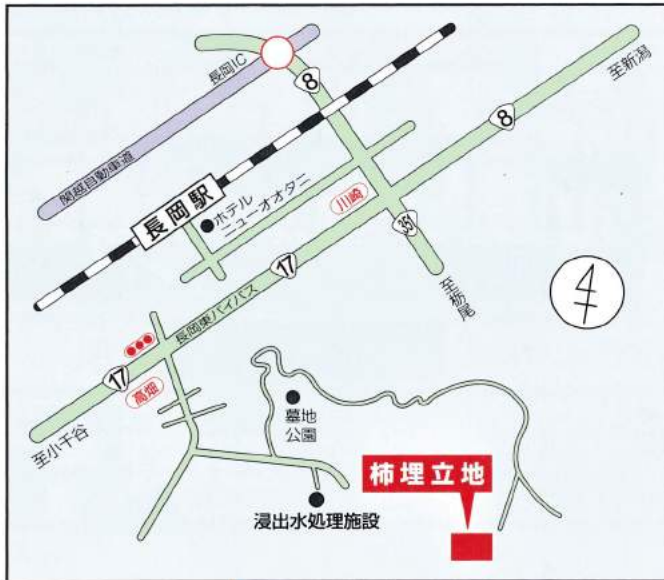 長岡IC
8
至新潟
8
関越自動車道
長岡駅
ホテル
ニューオオタニ
川崎
351
至栃尾
17
長岡東バイパス
17
高畑
至小千谷
墓地
公園
柿埋立地
浸出水処理施設